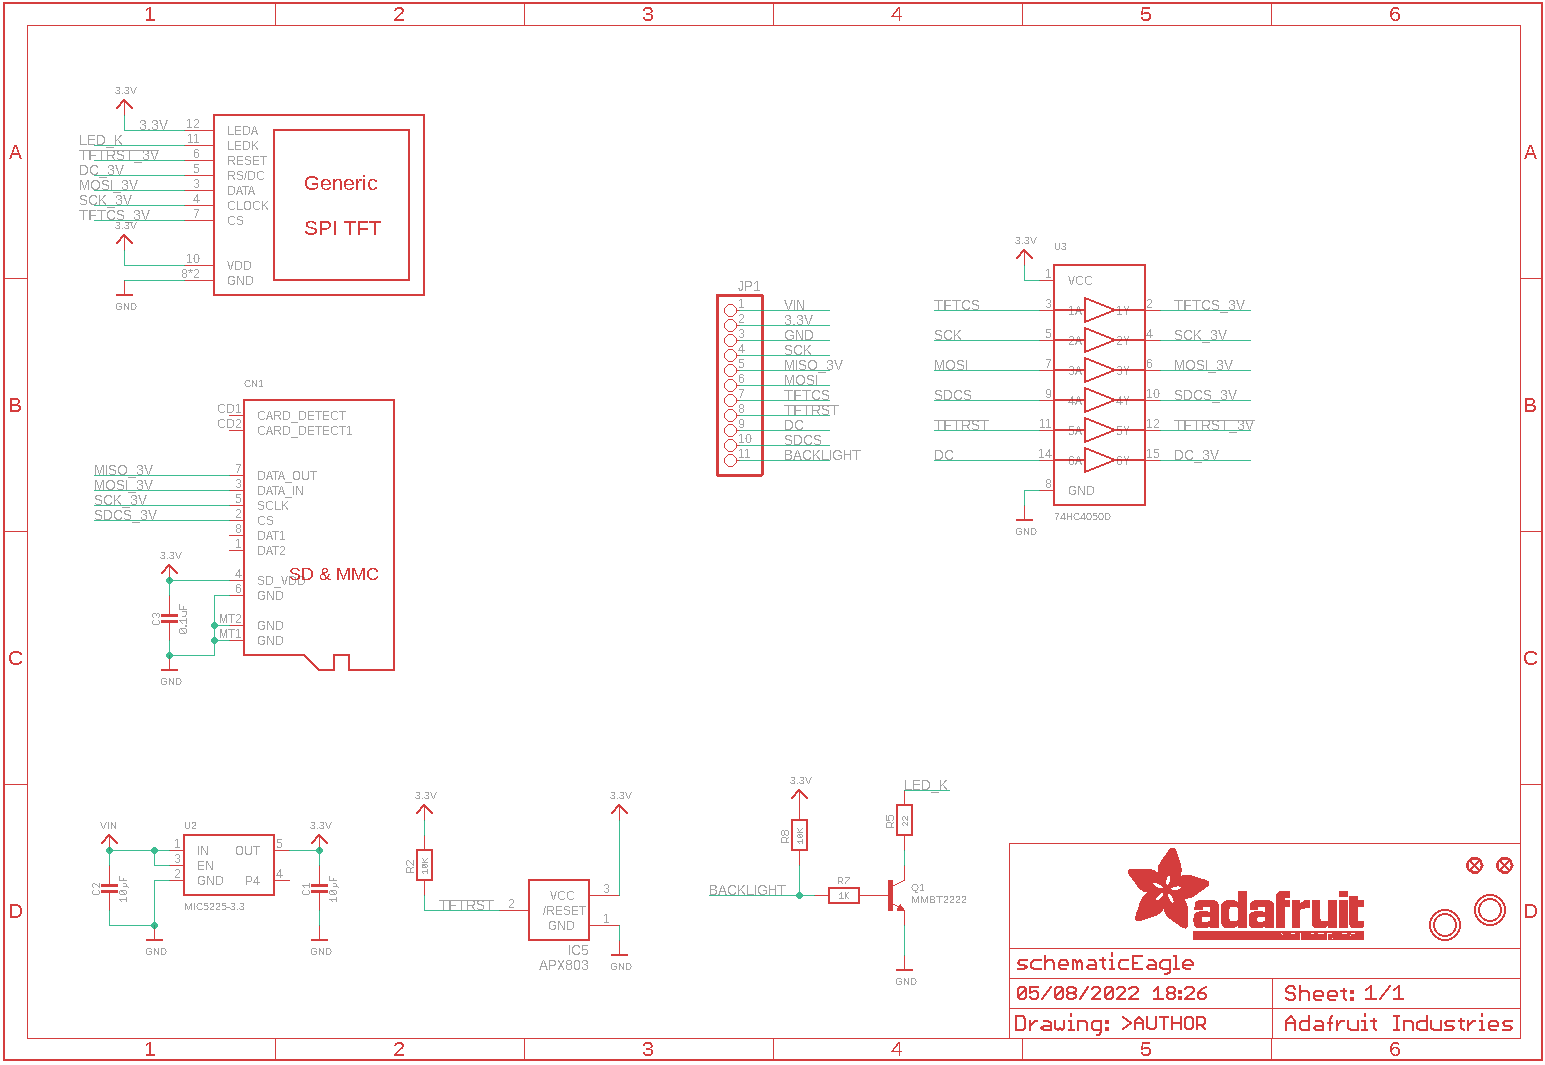 1 2 3 4 5 6
A
B
C
D
A
B
C
D
3.3V
3.3V 12 LEDA
LED_K 11 LEDK
TFTRST_3V 6 RESET
DC_3V 5 RS/DC
MOSI_3V 3 DATA
SCK_3V 4 CLOCK
TFTCS_3V 7 CS
3.3V
10 VDD
8*2 GND
GND
Generic
SPI TFT
CN1
CD1 CARD_DETECT
CD2 CARD_DETECT1
MISO_3V 7 DATA_OUT
MOSI_3V 3 DATA_IN
SCK_3V 5 SCLK
SDCS_3V 2 CS
8 DAT1
1 DAT2
3.3V
4 SD_VDD
6 GND
MT2 GND
MT1 GND
SD & MMC
C3
0.1uF
GND
JP1
1 VIN
2 3.3V
3 GND
4 SCK
5 MISO_3V
6 MOSI
7 TFTCS
8 TFTRST
9 DC
10 SDCS
11 BACKLIGHT
3.3V
U3
1 VCC
TFTCS 3 1A 1Y 2 TFTCS_3V
SCK 5 2A 2Y 4 SCK_3V
MOSI 7 3A 3Y 6 MOSI_3V
SDCS 9 4A 4Y 10 SDCS_3V
TFTRST 11 5A 5Y 12 TFTRST_3V
DC 14 6A 6Y 15 DC_3V
8 GND
74HC4050D
GND
VIN
U2
3.3V
1 IN OUT 5
3 EN
2 GND P4 4
MIC5225-3.3
C2
10µF
C1
10µF
GND
GND
3.3V
R2
10K
TFTRST 2
3.3V
VCC 3
/RESET
GND 1
IC5
APX803
GND
3.3V
R8
10K
BACKLIGHT
R7
1K
LED_K
R5
22
Q1
MMBT2222
GND
adafruit
schematicEagle
05/08/2022 18:26
Sheet: 1/1
Drawing: >AUTHOR
Adafruit Industries
1 2 3 4 5 6